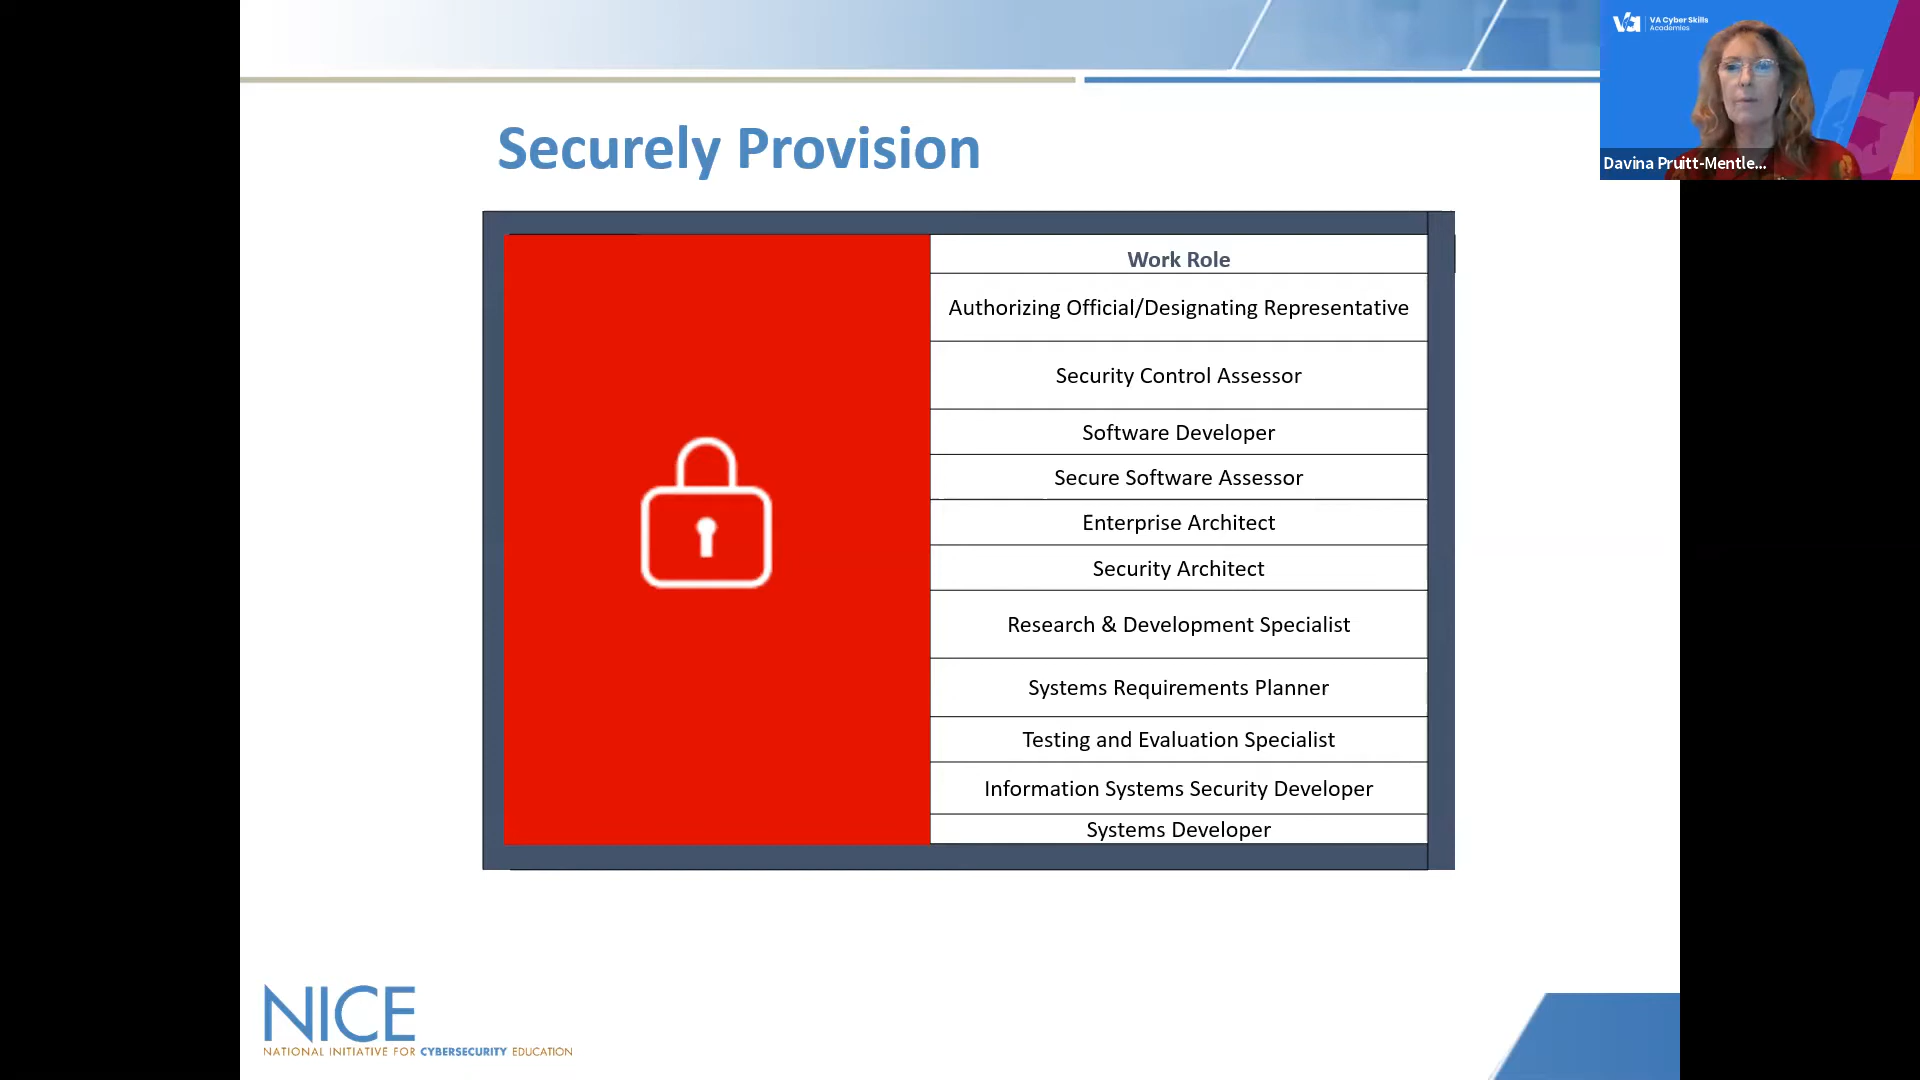 VA Cyber Skills
Academies
Davina Pruitt-Mentle...
Securely Provision
Work Role
Authorizing Official/Designating Representative
Security Control Assessor
Software Developer
Secure Software Assessor
Enterprise Architect
Security Architect
Research & Development Specialist
Systems Requirements Planner
Testing and Evaluation Specialist
Information Systems Security Developer
Systems Developer
NICE
NATIONAL INITIATIVE FOR CYBERSECURITY EDUCATION